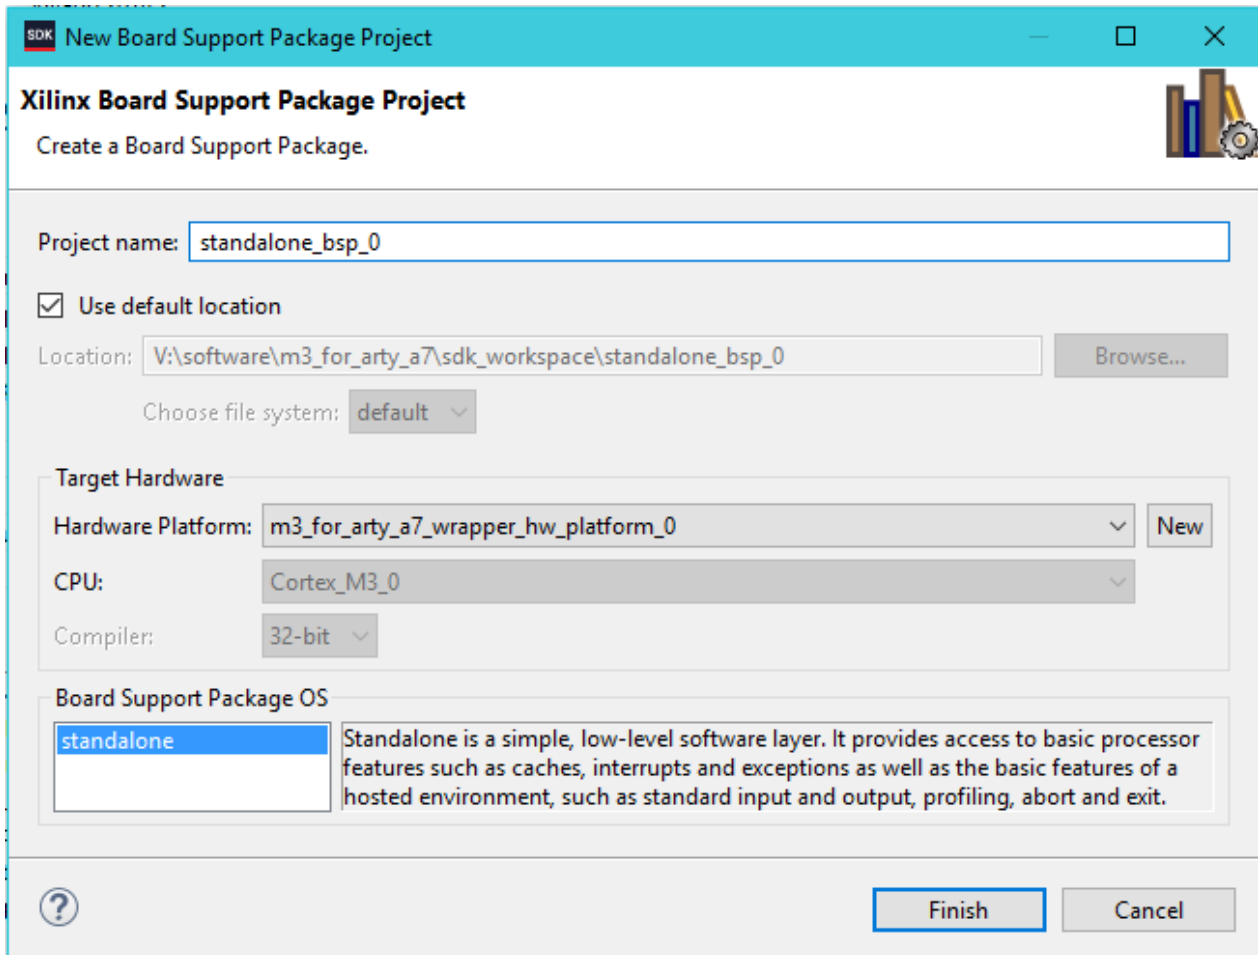 SDK New Board Support Package Project
Xilinx Board Support Package Project
Create a Board Support Package.
Project name: standalone_bsp_0
Use default location
Location: V:\software\m3_for_arty_a7\sdk_workspace\standalone_bsp_0 Browse...
Choose file system: default
Target Hardware
Hardware Platform: m3_for_arty_a7_wrapper_hw_platform_0 New
CPU: Cortex_M3_0
Compiler: 32-bit
Board Support Package OS
standalone
Standalone is a simple, low-level software layer. It provides access to basic processor
features such as caches, interrupts and exceptions as well as the basic features of a
hosted environment, such as standard input and output, profiling, abort and exit.
? Finish Cancel